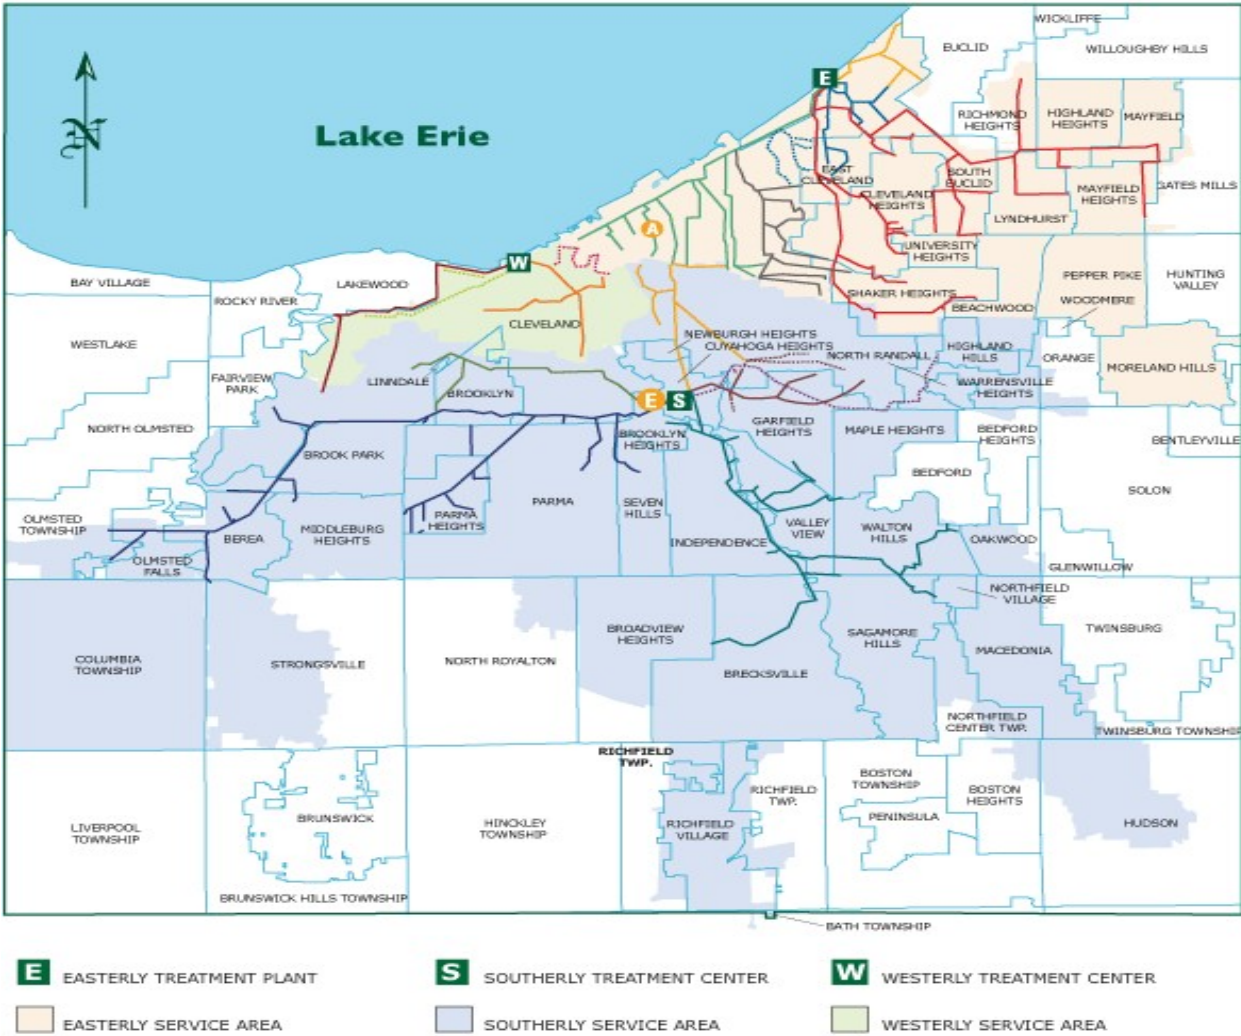 WICKLIFFE
EUCLID
WILLOUGHBY HILLS
E
N
Lake Erie
RICHMOND
HEIGHTS
HIGHLAND
HEIGHTS
MAYFIELD
EAST
CLEVELAND
SOUTH
EUCLID
CLEVELAND
HEIGHTS
MAYFIELD
HEIGHTS
GATES MILLS
LYNDHURST
A
UNIVERSITY
HEIGHTS
W
BAY VILLAGE
LAKEWOOD
ROCKY RIVER
SHAKER HEIGHTS
PEPPER PIKE
WOODMERE
HUNTING
VALLEY
BEACHWOOD
CLEVELAND
WESTLAKE
NEWBURGH HEIGHTS
CUYAHOGA HEIGHTS
NORTH RANDALL
HIGHLAND
HILLS
ORANGE
MORELAND HILLS
FAIRVIEW
PARK
LINNDALE
BROOKLYN
WARRENSVILLE
HEIGHTS
E
S
NORTH OLMSTED
BROOKLYN
HEIGHTS
GARFIELD
HEIGHTS
MAPLE HEIGHTS
BEDFORD
HEIGHTS
BENTLEYVILLE
BROOK PARK
BEDFORD
SOLON
OLMSTED
TOWNSHIP
BEREA
MIDDLEBURG
HEIGHTS
PARMA
HEIGHTS
PARMA
SEVEN
HILLS
INDEPENDENCE
VALLEY
VIEW
WALTON
HILLS
OAKWOOD
OLMSTED
FALLS
GLENWILLOW
NORTHFIELD
VILLAGE
COLUMBIA
TOWNSHIP
STRONGSVILLE
NORTH ROYALTON
BROADVIEW
HEIGHTS
BRECKSVILLE
SAGAMORE
HILLS
MACEDONIA
TWINSBURG
NORTHFIELD
CENTER TWP.
TWINSBURG TOWNSHIP
RICHFIELD
TWP.
LIVERPOOL
TOWNSHIP
BRUNSWICK
HINCKLEY
TOWNSHIP
RICHFIELD
VILLAGE
RICHFIELD
TWP.
BOSTON
TOWNSHIP
PENINSULA
BOSTON
HEIGHTS
HUDSON
BRUNSWICK HILLS TOWNSHIP
BATH TOWNSHIP
E EASTERLY TREATMENT PLANT
S SOUTHERLY TREATMENT CENTER
W WESTERLY TREATMENT CENTER
EASTERLY SERVICE AREA
SOUTHERLY SERVICE AREA
WESTERLY SERVICE AREA